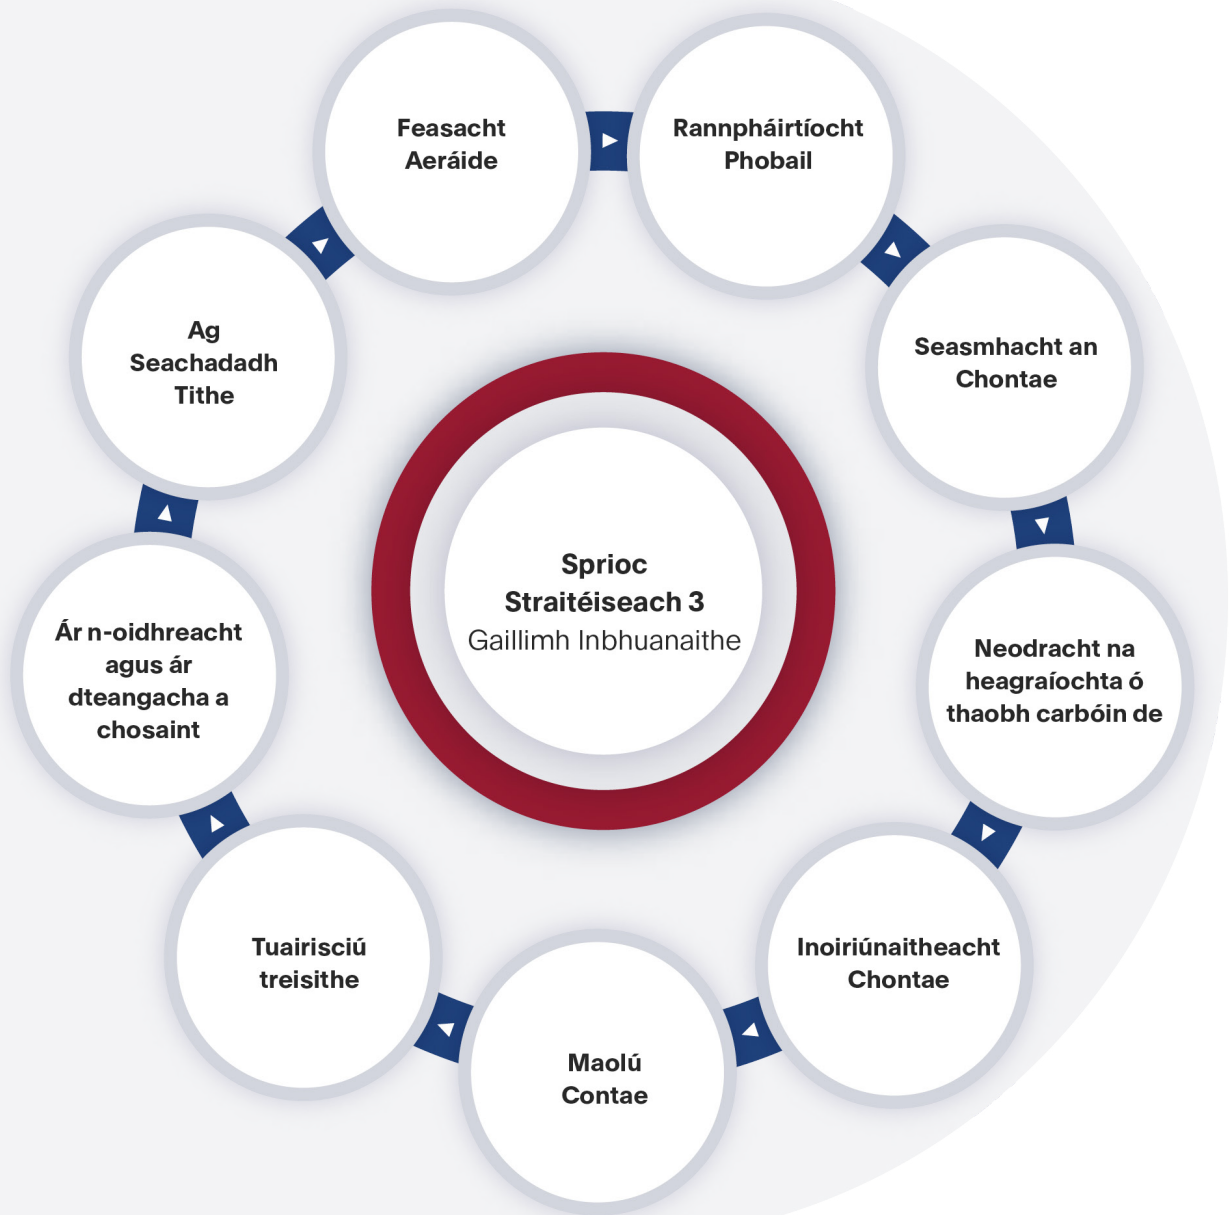 Feasacht
Aeráide
Rannpháirtíocht
Phobail
Seasmhacht an
Chontae
Neodracht na
heagraíochta ó
thaobh carbóin de
Inoiriúnaitheacht
Chontae
Maolú
Contae
Tuairisciú
treisithe
Ár n-oidhreacht
agus ár
dteangacha a
chosaint
Ag
Seachadadh
Tithe
Sprioc
Straitéiseach 3
Gaillimh Inbhuanaithe